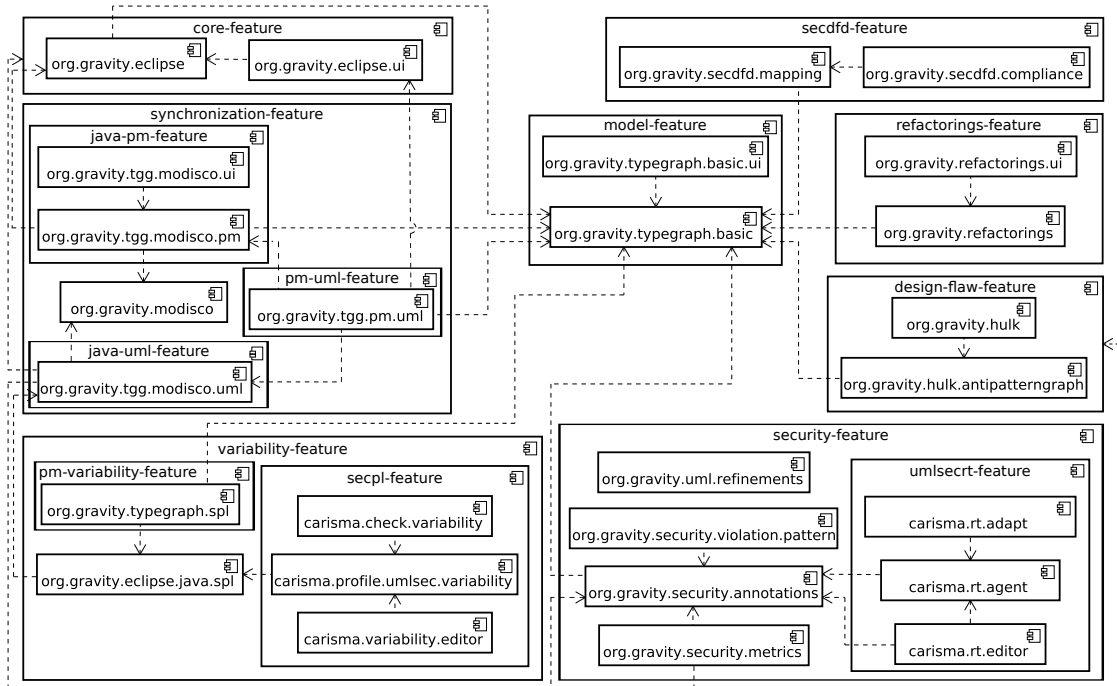 core-feature
org.gravity.eclipse
org.gravity.eclipse.ui
secdfd-feature
org.gravity.secdfd.mapping
org.gravity.secdfd.compliance
synchronization-feature
java-pm-feature
org.gravity.tgg.modisco.ui
org.gravity.tgg.modisco.pm
org.gravity.modisco
pm-uml-feature
org.gravity.tgg.pm.uml
java-uml-feature
org.gravity.tgg.modisco.uml
model-feature
org.gravity.typegraph.basic.ui
org.gravity.typegraph.basic
refactorings-feature
org.gravity.refactorings.ui
org.gravity.refactorings
design-flaw-feature
org.gravity.hulk
org.gravity.hulk.antipatterngraph
variability-feature
pm-variability-feature
org.gravity.typegraph.spl
org.gravity.eclipse.java.spl
secpl-feature
carisma.check.variability
carisma.profile.umlsec.variability
carisma.variability.editor
security-feature
org.gravity.uml.refinements
org.gravity.security.violation.pattern
org.gravity.security.annotations
org.gravity.security.metrics
umlsecrt-feature
carisma.rt.adapt
carisma.rt.agent
carisma.rt.editor